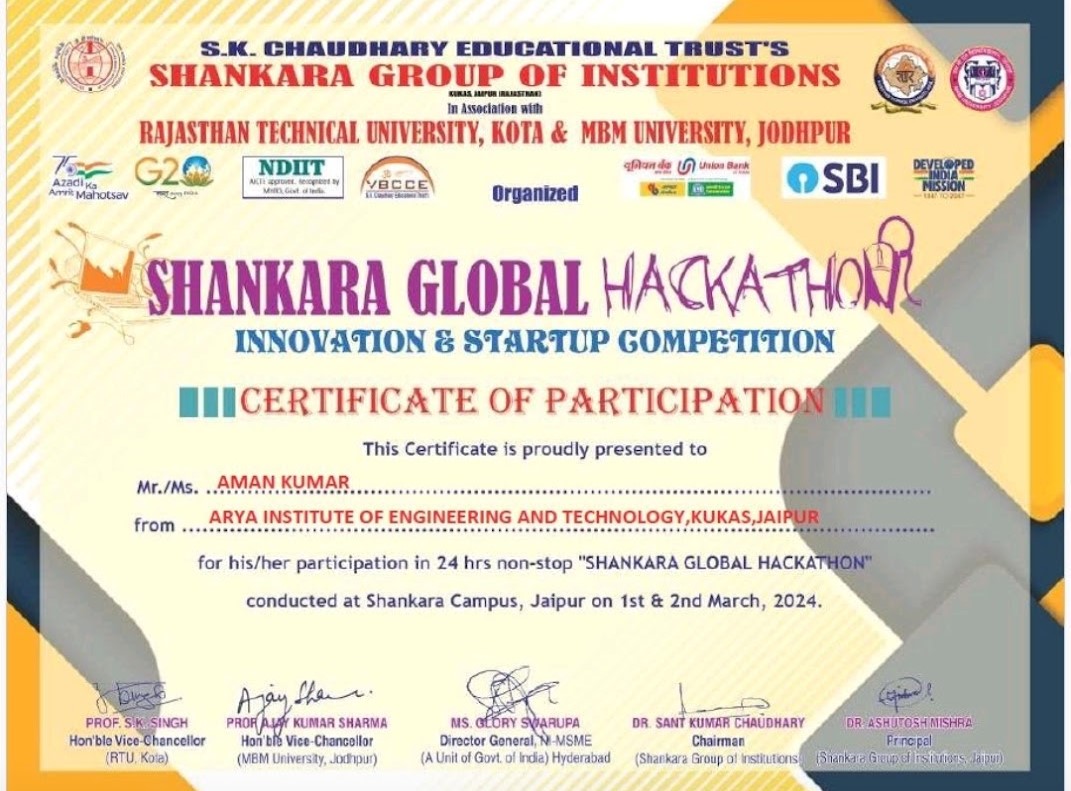 S.K. CHAUDHARY EDUCATIONAL TRUST'S
SHANKARA GROUP OF INSTITUTIONS
KUKAS, JAIPUR (RAJASTHAN)
In Association with
RAJASTHAN TECHNICAL UNIVERSITY, KOTA & MBM UNIVERSITY, JODHPUR
75
Azadi Ka
Amrit Mahotsav
G20
NDIIT
VBCCE
Organized
यूनियन बैंक Union Bank
SBI
DEVELOPED
INDIA
MISSION
SHANKARA GLOBAL HACKATHON
INNOVATION & STARTUP COMPETITION
CERTIFICATE OF PARTICIPATION
This Certificate is proudly presented to
Mr./Ms. AMAN KUMAR
from ARYA INSTITUTE OF ENGINEERING AND TECHNOLOGY,KUKAS,JAIPUR
for his/her participation in 24 hrs non-stop "SHANKARA GLOBAL HACKATHON"
conducted at Shankara Campus, Jaipur on 1st & 2nd March, 2024.
Ajay Sha
PROF. S.K. SINGH
Hon'ble Vice-Chancellor
(RTU, Kota)
PROF AJAY KUMAR SHARMA
Hon'ble Vice-Chancellor
(MBM University, Jodhpur)
MS. GLORY SWARUPA
Director General, NI-MSME
(A Unit of Govt. of India) Hyderabad
DR. SANT KUMAR CHAUDHARY
Chairman
(Shankara Group of Institutions)
DR. ASHUTOSH MISHRA
Principal
(Shankara Group of Institutions, Jaipur)